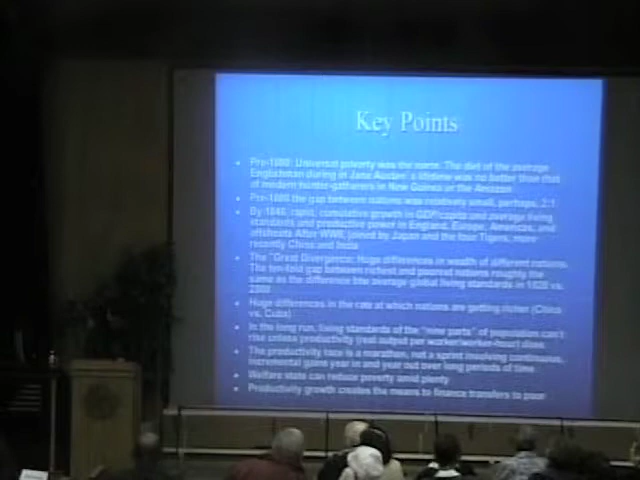 Key Points
• Pre-1800: Universal poverty was the norm. The diet of the average
Englishman during in Jane Austen's lifetime was no better than that
of modern hunter-gatherers in New Guinea or the Amazon
• Pre-1800 the gap between nations was relatively small, perhaps, 2:1
• By 1840, rapid, cumulative growth in GDP/capita and average living
standards and productive power in England, Europe, Americas, and
offshoots After WWII, joined by Japan and the four Tigers, more
recently China and India
• The "Great Divergence: Huge differences in wealth of different nations.
The ten-fold gap between richest and poorest nations roughly the
same as the difference btw average global living standards in 1820 vs.
• Huge differences in the rate at which nations are getting richer (China
vs. Cuba)
• In the long run, living standards of the "nine parts" of population can't
rise unless productivity (real output per worker/worker-hour) does
• The productivity race is a marathon, not a sprint involving continuous,
incremental gains year in and year out over long periods of time
• Welfare state can reduce poverty amid plenty
• Productivity growth creates the means to finance transfers to poor